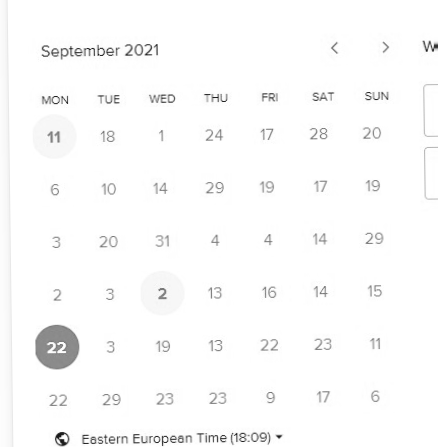 September 2021
MON TUE WED THU FRI SAT SUN
11 18 1 24 17 28 20
6 10 14 29 19 17 19
3 20 31 4 4 14 29
2 3 2 13 16 14 15
22 3 19 13 22 23 11
22 29 23 23 9 17 6
Eastern European Time (18:09)